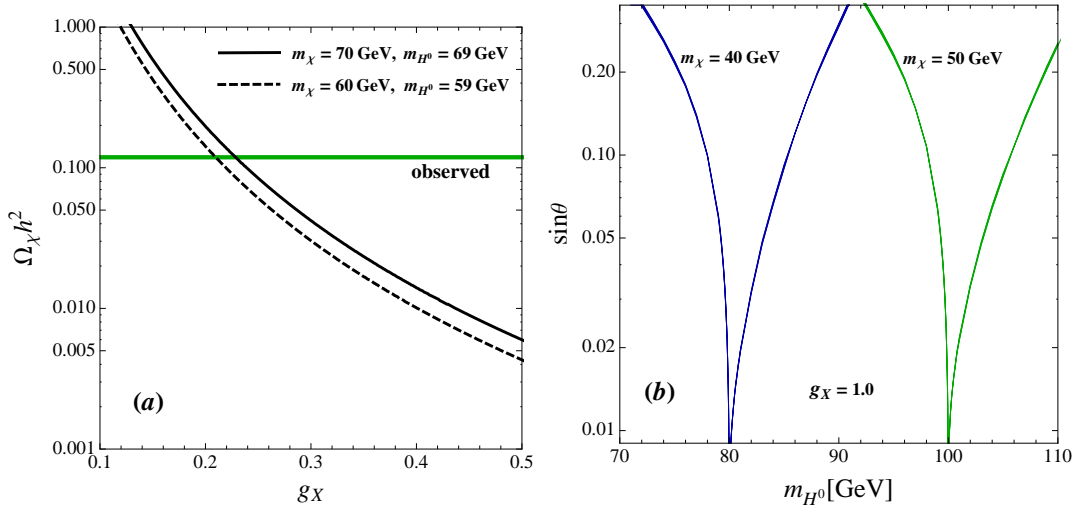 1.000
0.500
0.100
0.050
0.010
0.005
0.001
Ω_χ h²
m_χ = 70 GeV, m_H⁰ = 69 GeV
m_χ = 60 GeV, m_H⁰ = 59 GeV
observed
(a)
0.1 0.2 0.3 0.4 0.5
g_X
0.20
0.10
0.05
0.02
0.01
sinθ
m_χ = 40 GeV
m_χ = 50 GeV
g_X = 1.0
(b)
70 80 90 100 110
m_H⁰[GeV]